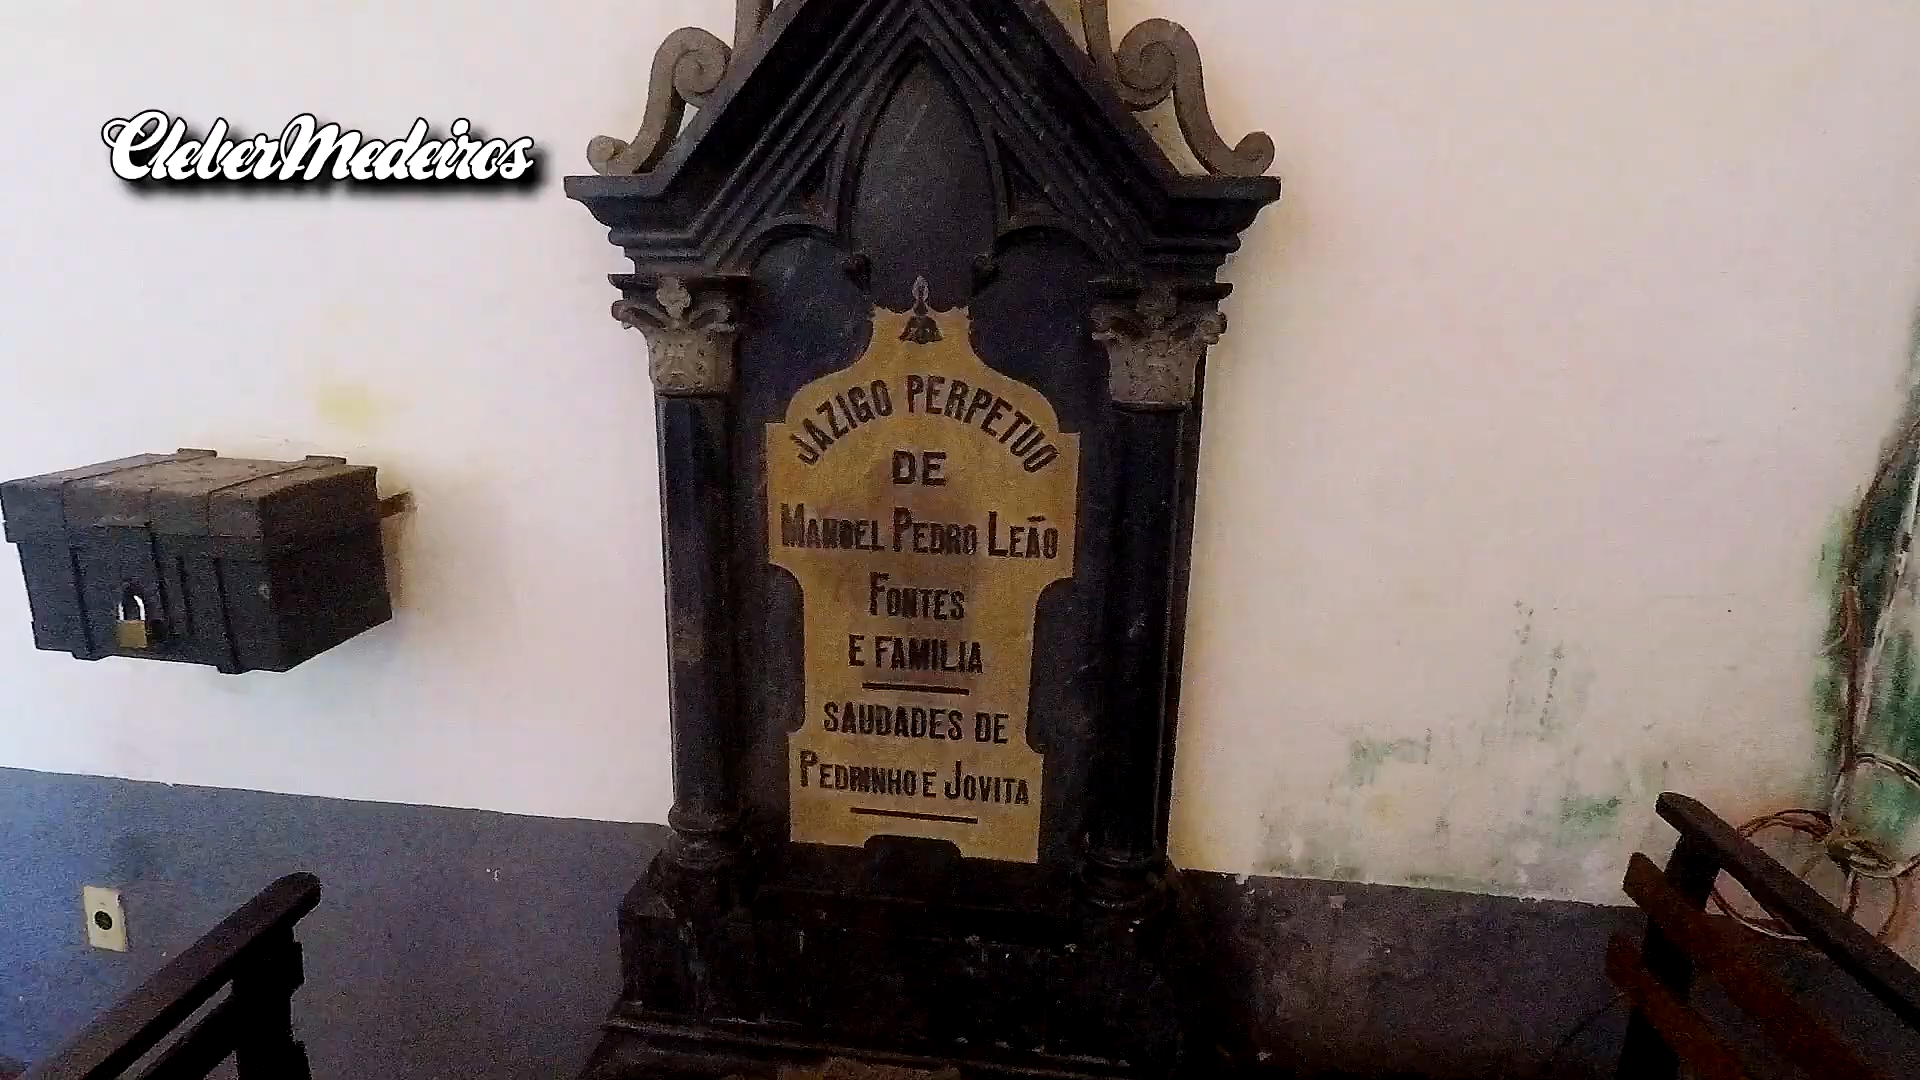 CleberMedeiros
JAZIGO PERPETUO
DE
MANOEL PEDRO LEÃO
FONTES
E FAMILIA
SAUDADES DE
PEDRINHO E JOVITA